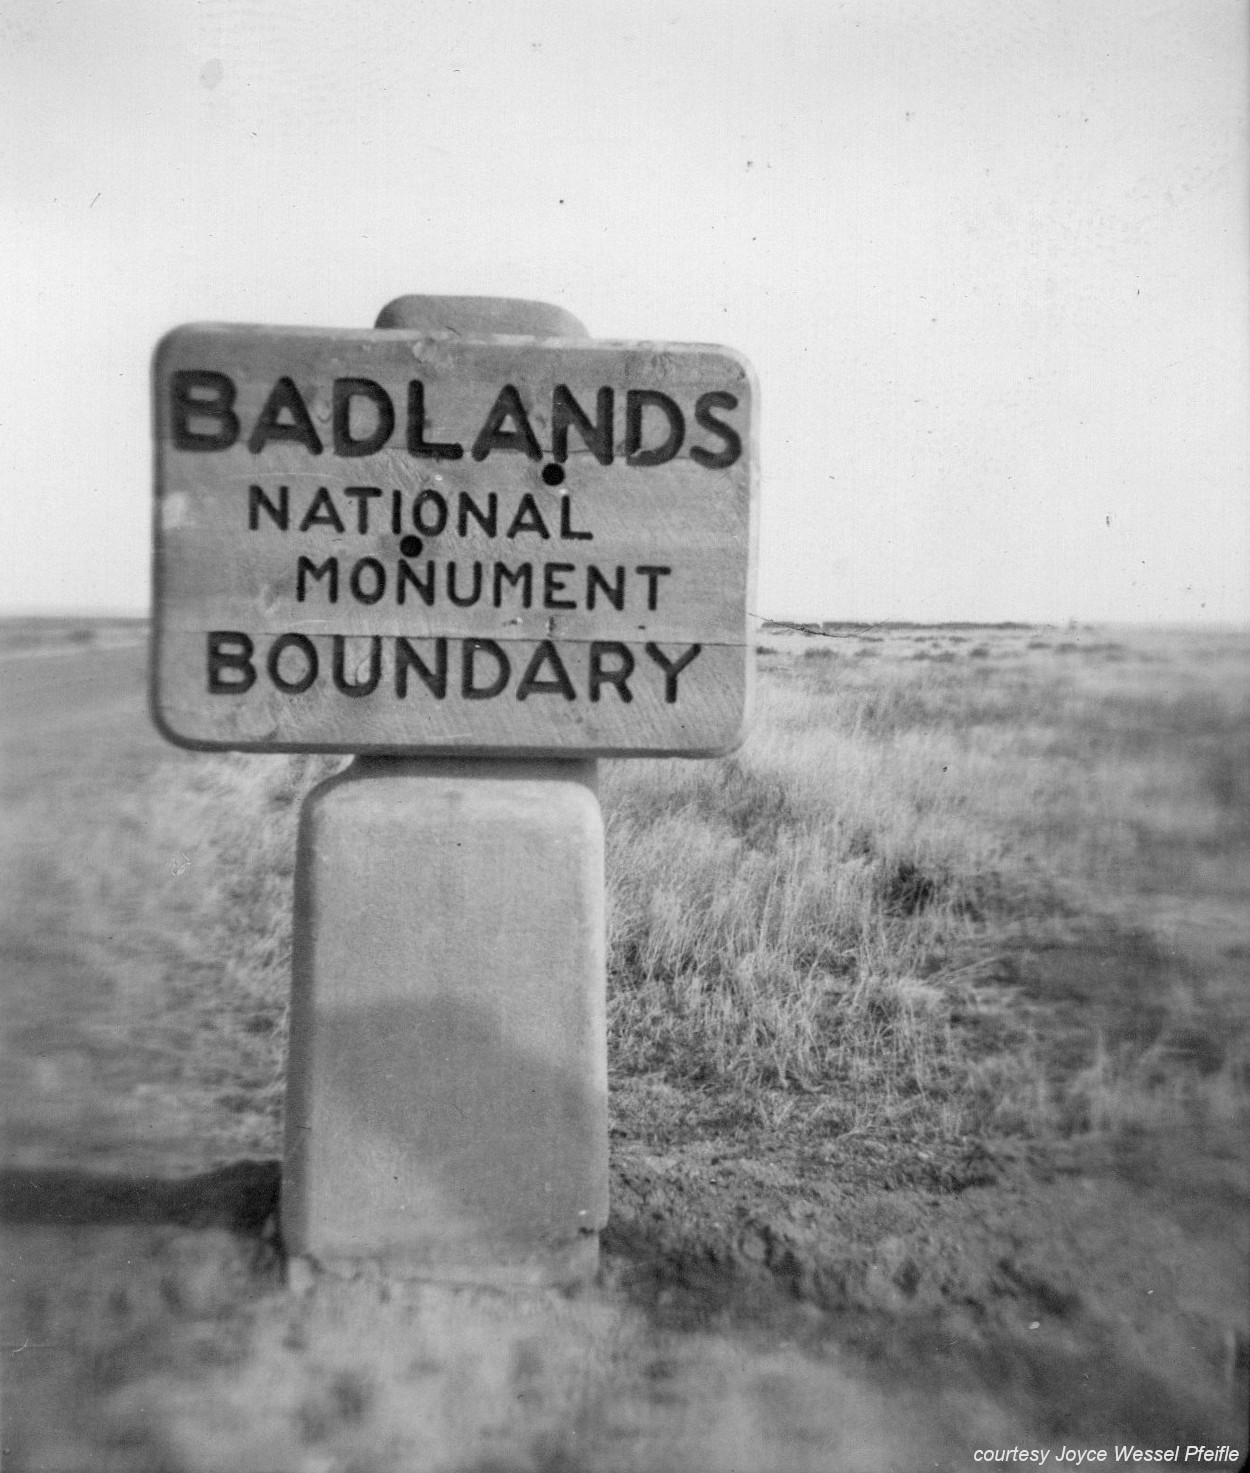 BADLANDS
NATIONAL
MONUMENT
BOUNDARY
courtesy Joyce Wessel Pfeifle